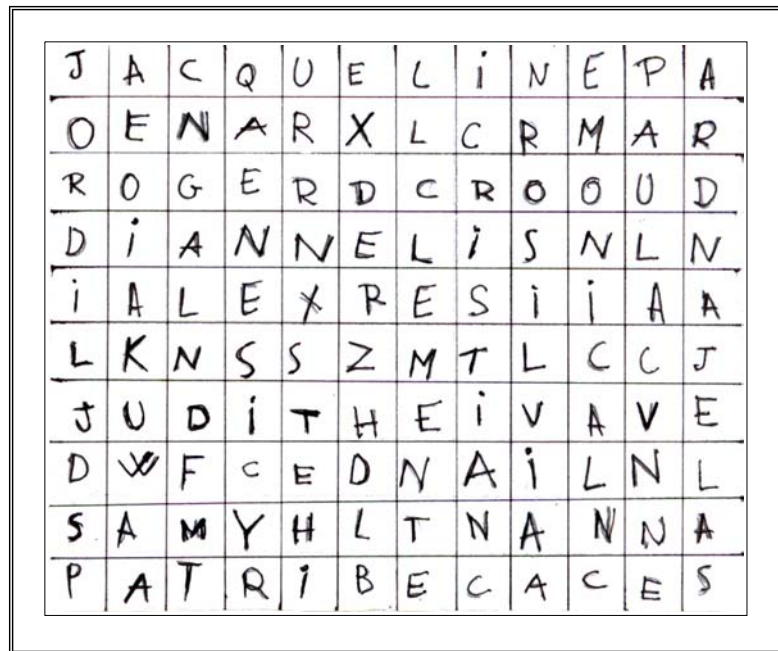 J A C Q U E L i N E P A
O E N A R X L C R M A R
R O G E R D C R O O U D
D i A N N E L i S N L N
i A L E X R E S i i A A
L K N S S Z M T L C C J
J U D i T H E i V A V E
D W F C E D N A i L N L
S A M Y H L T N A N N A
P A T R i B E C A C E S